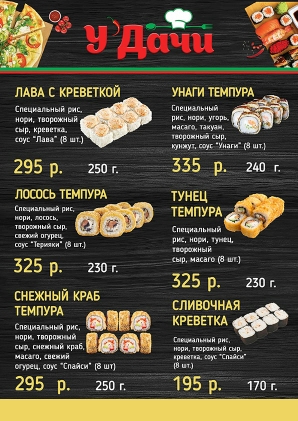 У Дачи
ЛАВА С КРЕВЕТКОЙ
Специальный рис,
нори, творожный
сыр, креветка,
соус "Лава" (8 шт.)
295 р. 250 г.
УНАГИ ТЕМПУРА
Специальный
рис, нори, угорь,
масаго, такуан,
творожный сыр,
кунжут, соус "Унаги" (8 шт.)
335 р. 240 г.
ЛОСОСЬ ТЕМПУРА
Специальный рис,
нори, лосось,
творожный сыр,
свежий огурец,
соус "Терияки" (8 шт)
325 р. 230 г.
ТУНЕЦ
ТЕМПУРА
Специальный
рис, нори, тунец,
творожный
сыр, масаго (8 шт.)
325 р. 230 г.
СНЕЖНЫЙ КРАБ
ТЕМПУРА
Специальный рис,
нори, творожный
сыр, снежный краб,
масаго, свежий
огурец, соус "Спайси" (8 шт)
295 р. 250 г.
СЛИВОЧНАЯ
КРЕВЕТКА
Специальный рис,
нори, творожный сыр,
креветка, соус "Спайси" (8 шт.)
195 р. 170 г.